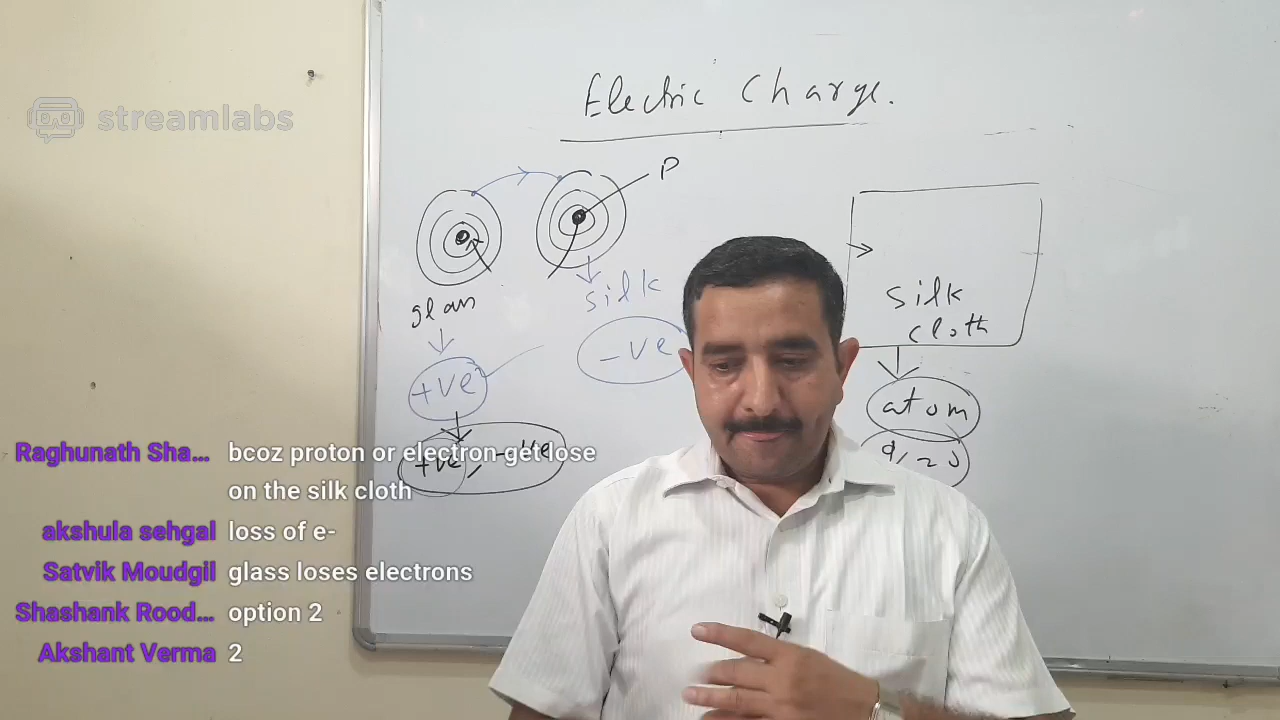 streamlabs
Electric Charge.
P
glass
silk
+ve
-ve
+ve, -ve
silk
cloth
atom
Raghunath Sha... bcoz proton or electron get lose
on the silk cloth
akshula sehgal loss of e-
Satvik Moudgil glass loses electrons
Shashank Rood... option 2
Akshant Verma 2